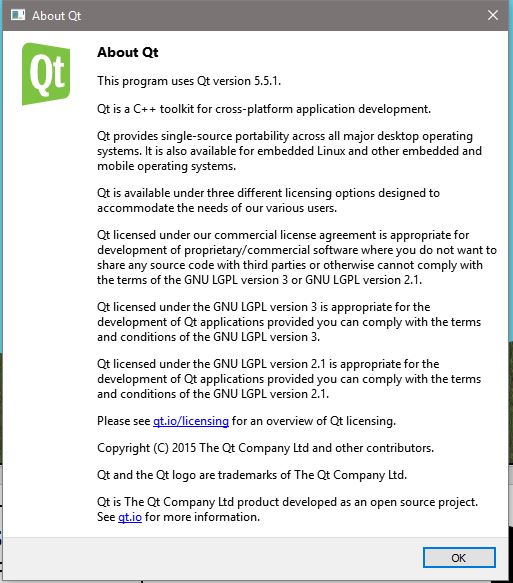 About Qt
Qt
About Qt
This program uses Qt version 5.5.1.
Qt is a C++ toolkit for cross-platform application development.
Qt provides single-source portability across all major desktop operating
systems. It is also available for embedded Linux and other embedded and
mobile operating systems.
Qt is available under three different licensing options designed to
accommodate the needs of our various users.
Qt licensed under our commercial license agreement is appropriate for
development of proprietary/commercial software where you do not want to
share any source code with third parties or otherwise cannot comply with
the terms of the GNU LGPL version 3 or GNU LGPL version 2.1.
Qt licensed under the GNU LGPL version 3 is appropriate for the
development of Qt applications provided you can comply with the terms
and conditions of the GNU LGPL version 3.
Qt licensed under the GNU LGPL version 2.1 is appropriate for the
development of Qt applications provided you can comply with the terms
and conditions of the GNU LGPL version 2.1.
Please see qt.io/licensing for an overview of Qt licensing.
Copyright (C) 2015 The Qt Company Ltd and other contributors.
Qt and the Qt logo are trademarks of The Qt Company Ltd.
Qt is The Qt Company Ltd product developed as an open source project.
See qt.io for more information.
OK